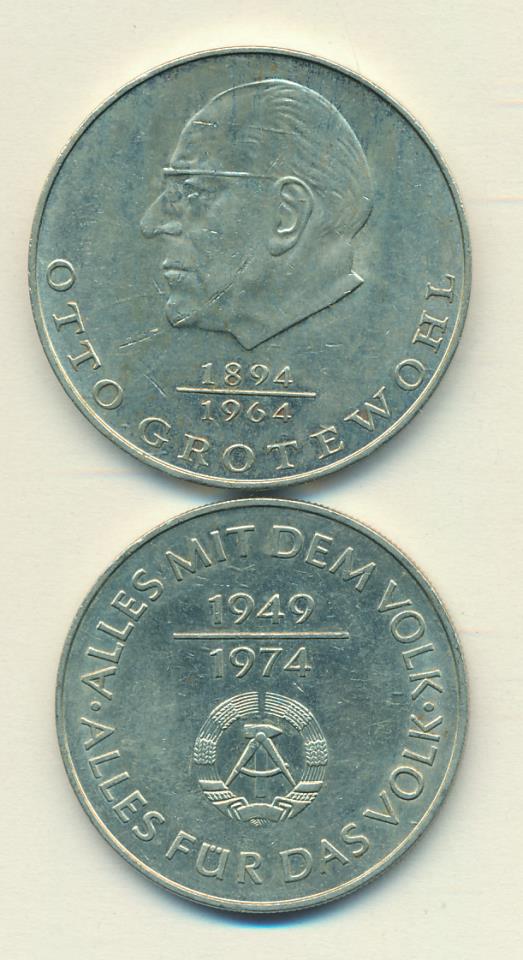 1894
1964
OTTO GROTEWOHL
ALLES MIT DEM VOLK ·
1949
1974
ALLES FÜR DAS VOLK ·